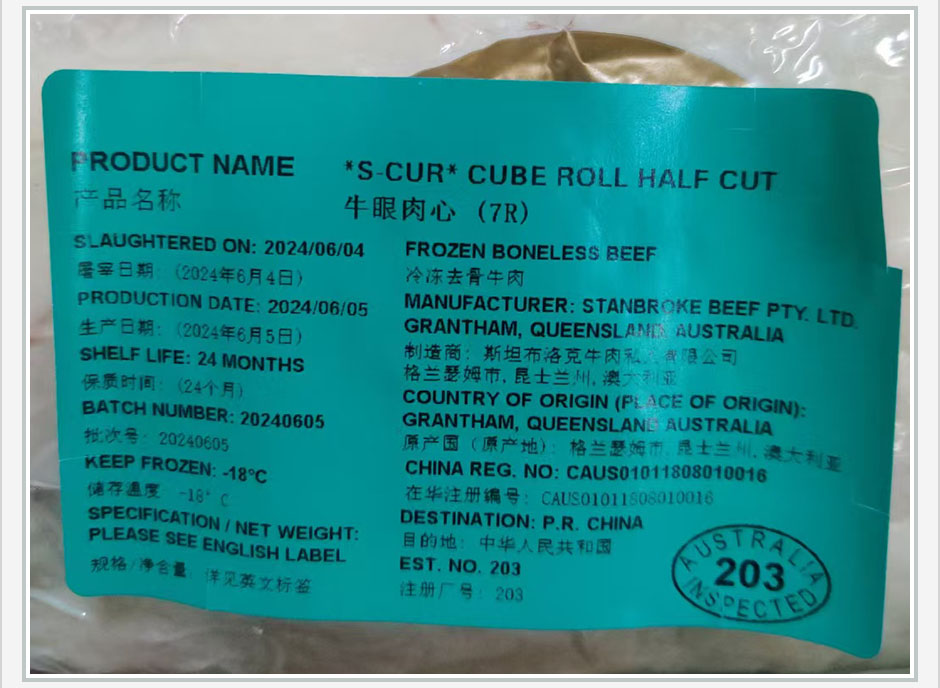 PRODUCT NAME
*S-CUR* CUBE ROLL HALF CUT
产品名称
牛眼肉心 (7R)
SLAUGHTERED ON: 2024/06/04
屠宰日期: (2024年6月4日)
PRODUCTION DATE: 2024/06/05
生产日期: (2024年6月5日)
SHELF LIFE: 24 MONTHS
保质时间: (24个月)
BATCH NUMBER: 20240605
批次号: 20240605
KEEP FROZEN: -18°C
储存温度 -18° C
SPECIFICATION / NET WEIGHT:
PLEASE SEE ENGLISH LABEL
规格/净含量: 详见英文标签
FROZEN BONELESS BEEF
冷冻去骨牛肉
MANUFACTURER: STANBROKE BEEF PTY. LTD.
GRANTHAM, QUEENSLAND AUSTRALIA
制造商: 斯坦布洛克牛肉私人有限公司
格兰瑟姆市, 昆士兰州, 澳大利亚
COUNTRY OF ORIGIN (PLACE OF ORIGIN):
GRANTHAM, QUEENSLAND AUSTRALIA
原产国 (原产地): 格兰瑟姆市, 昆士兰州, 澳大利亚
CHINA REG. NO: CAUS010118080100​16
在华注册编号: CAUS01011808010016
DESTINATION: P.R. CHINA
目的地: 中华人民共和国
EST. NO. 203
注册厂号: 203
AUSTRALIA
203
INSPECTED